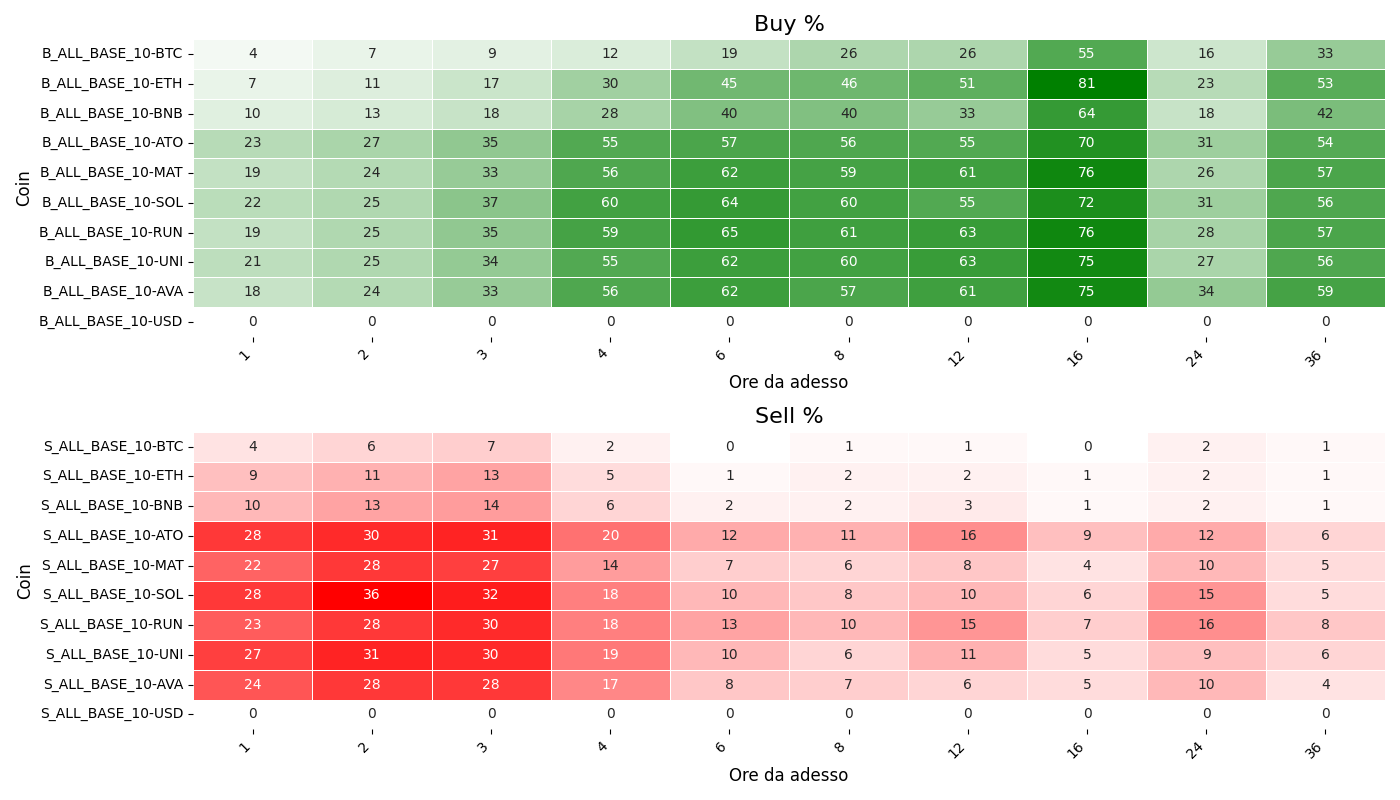 Buy %
Coin
B_ALL_BASE_10-BTC 4 7 9 12 19 26 26 55 16 33
B_ALL_BASE_10-ETH 7 11 17 30 45 46 51 81 23 53
B_ALL_BASE_10-BNB 10 13 18 28 40 40 33 64 18 42
B_ALL_BASE_10-ATO 23 27 35 55 57 56 55 70 31 54
B_ALL_BASE_10-MAT 19 24 33 56 62 59 61 76 26 57
B_ALL_BASE_10-SOL 22 25 37 60 64 60 55 72 31 56
B_ALL_BASE_10-RUN 19 25 35 59 65 61 63 76 28 57
B_ALL_BASE_10-UNI 21 25 34 55 62 60 63 75 27 56
B_ALL_BASE_10-AVA 18 24 33 56 62 57 61 75 34 59
B_ALL_BASE_10-USD 0 0 0 0 0 0 0 0 0 0
1 2 3 4 6 8 12 16 24 36
Ore da adesso
Sell %
Coin
S_ALL_BASE_10-BTC 4 6 7 2 0 1 1 0 2 1
S_ALL_BASE_10-ETH 9 11 13 5 1 2 2 1 2 1
S_ALL_BASE_10-BNB 10 13 14 6 2 2 3 1 2 1
S_ALL_BASE_10-ATO 28 30 31 20 12 11 16 9 12 6
S_ALL_BASE_10-MAT 22 28 27 14 7 6 8 4 10 5
S_ALL_BASE_10-SOL 28 36 32 18 10 8 10 6 15 5
S_ALL_BASE_10-RUN 23 28 30 18 13 10 15 7 16 8
S_ALL_BASE_10-UNI 27 31 30 19 10 6 11 5 9 6
S_ALL_BASE_10-AVA 24 28 28 17 8 7 6 5 10 4
S_ALL_BASE_10-USD 0 0 0 0 0 0 0 0 0 0
1 2 3 4 6 8 12 16 24 36
Ore da adesso